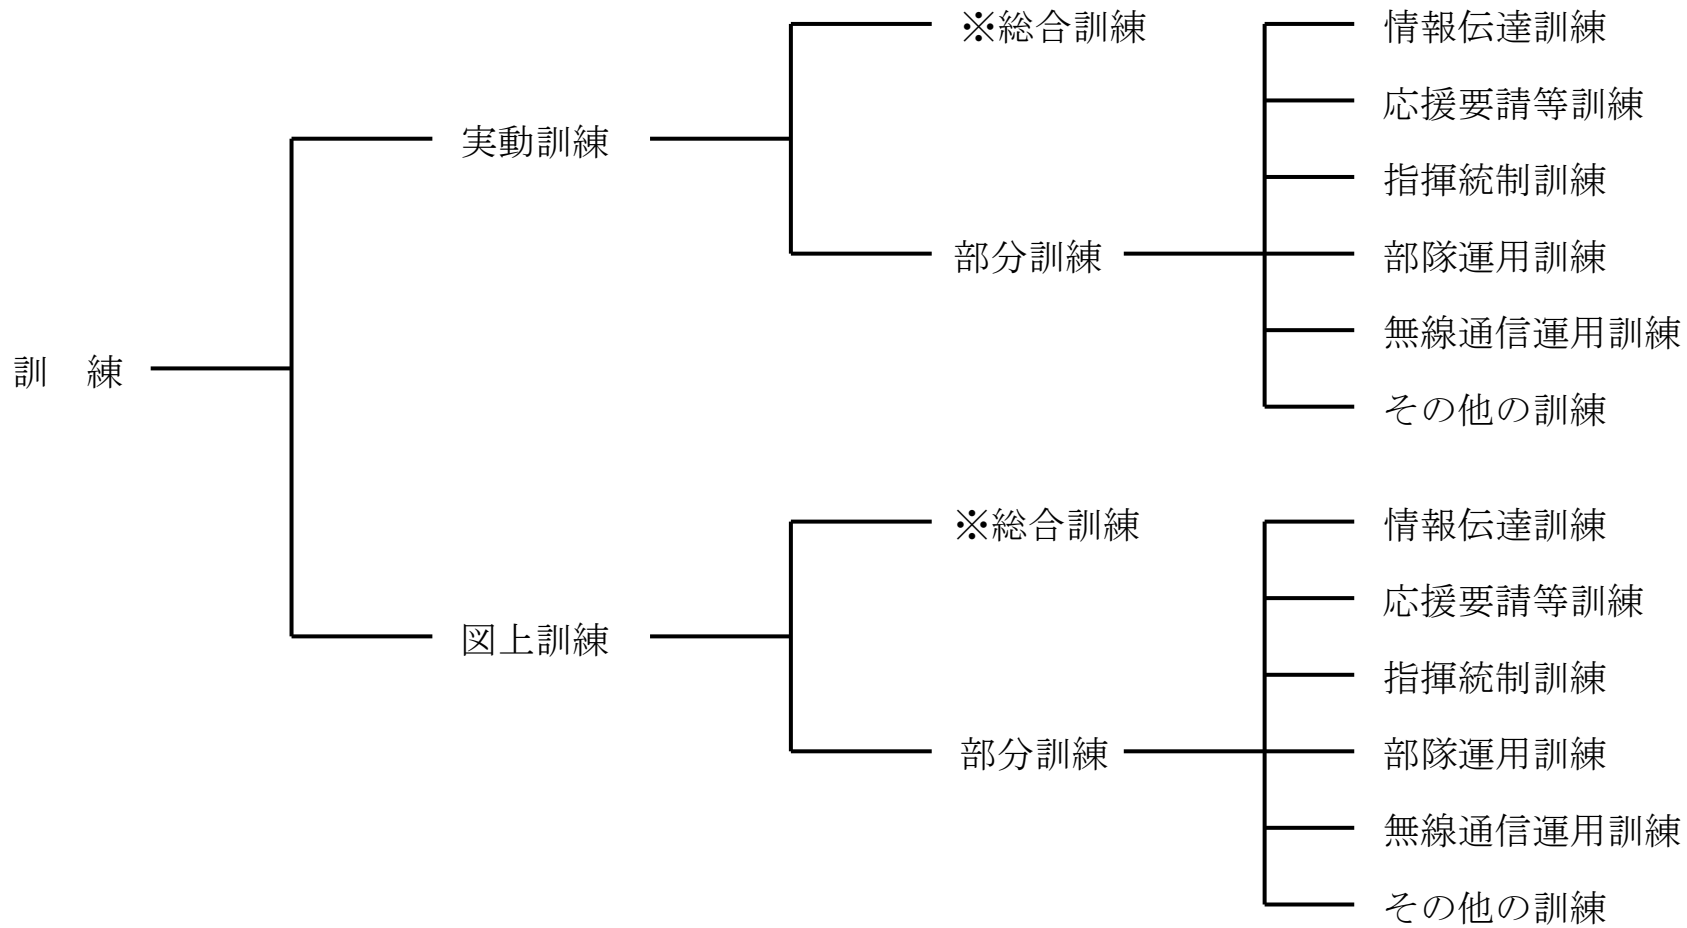 訓　練
実動訓練
※総合訓練
部分訓練
情報伝達訓練
応援要請等訓練
指揮統制訓練
部隊運用訓練
無線通信運用訓練
その他の訓練
図上訓練
※総合訓練
部分訓練
情報伝達訓練
応援要請等訓練
指揮統制訓練
部隊運用訓練
無線通信運用訓練
その他の訓練